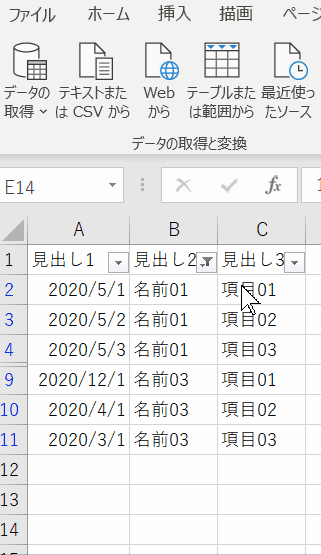 ファイル ホーム 挿入 描画 ページ
データの テキストまた Web テーブルまた 最近使っ
取得 は CSV から から は範囲から たソース
データの取得と変換
E14 fx 1
A B C
1 見出し1 見出し2 見出し3
2 2020/5/1 名前01 項目01
3 2020/5/2 名前01 項目02
4 2020/5/3 名前01 項目03
9 2020/12/1 名前03 項目01
10 2020/4/1 名前03 項目02
11 2020/3/1 名前03 項目03
12
13
14